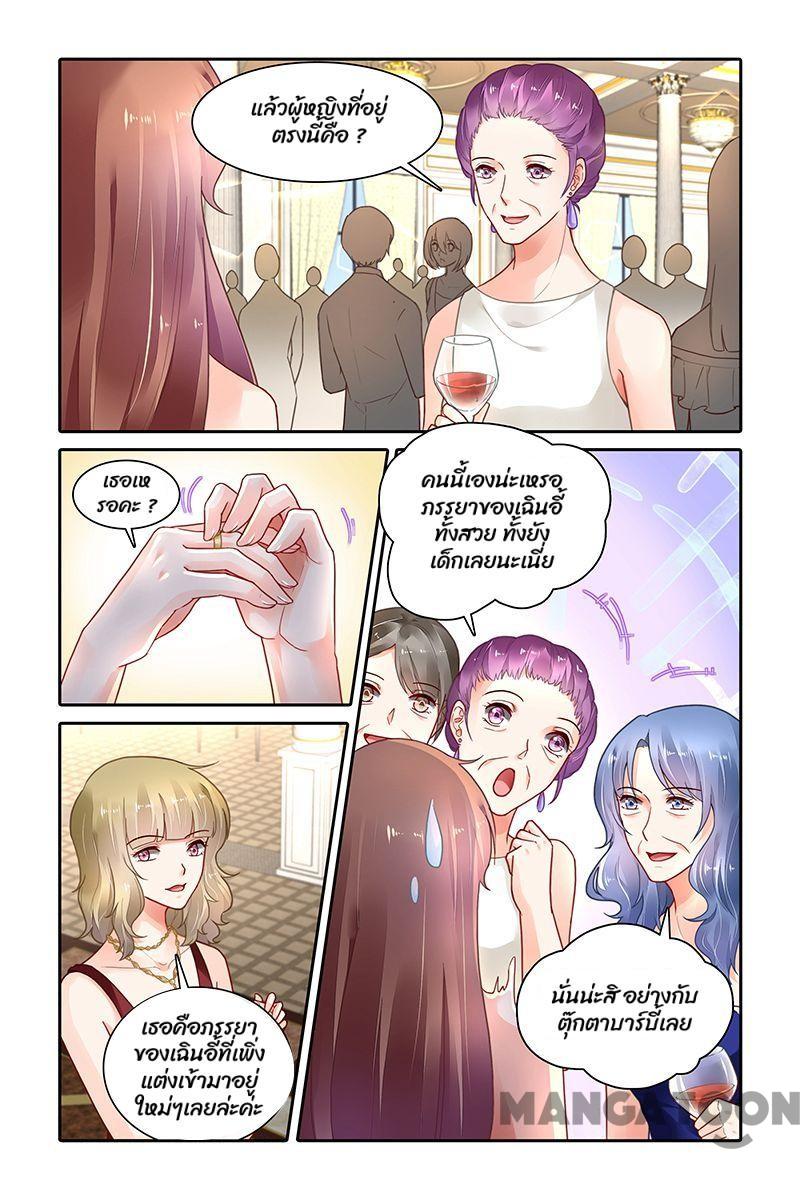 แล้วผู้หญิงที่อยู่
ตรงนี้คือ ?
เธอเห
รอคะ ?
คนนี้เองน่ะเหรอ
ภรรยาของเฉินอี้
ทั้งสวย ทั้งยัง
เด็กเลยนะเนี่ย
เธอคือภรรยา
ของเฉินอี้ที่เพิ่ง
แต่งเข้ามาอยู่
ใหม่ๆเลยล่ะค่ะ
นั่นน่ะสิ อย่างกับ
ตุ๊กตาบาร์บี้เลย
MANGATOON